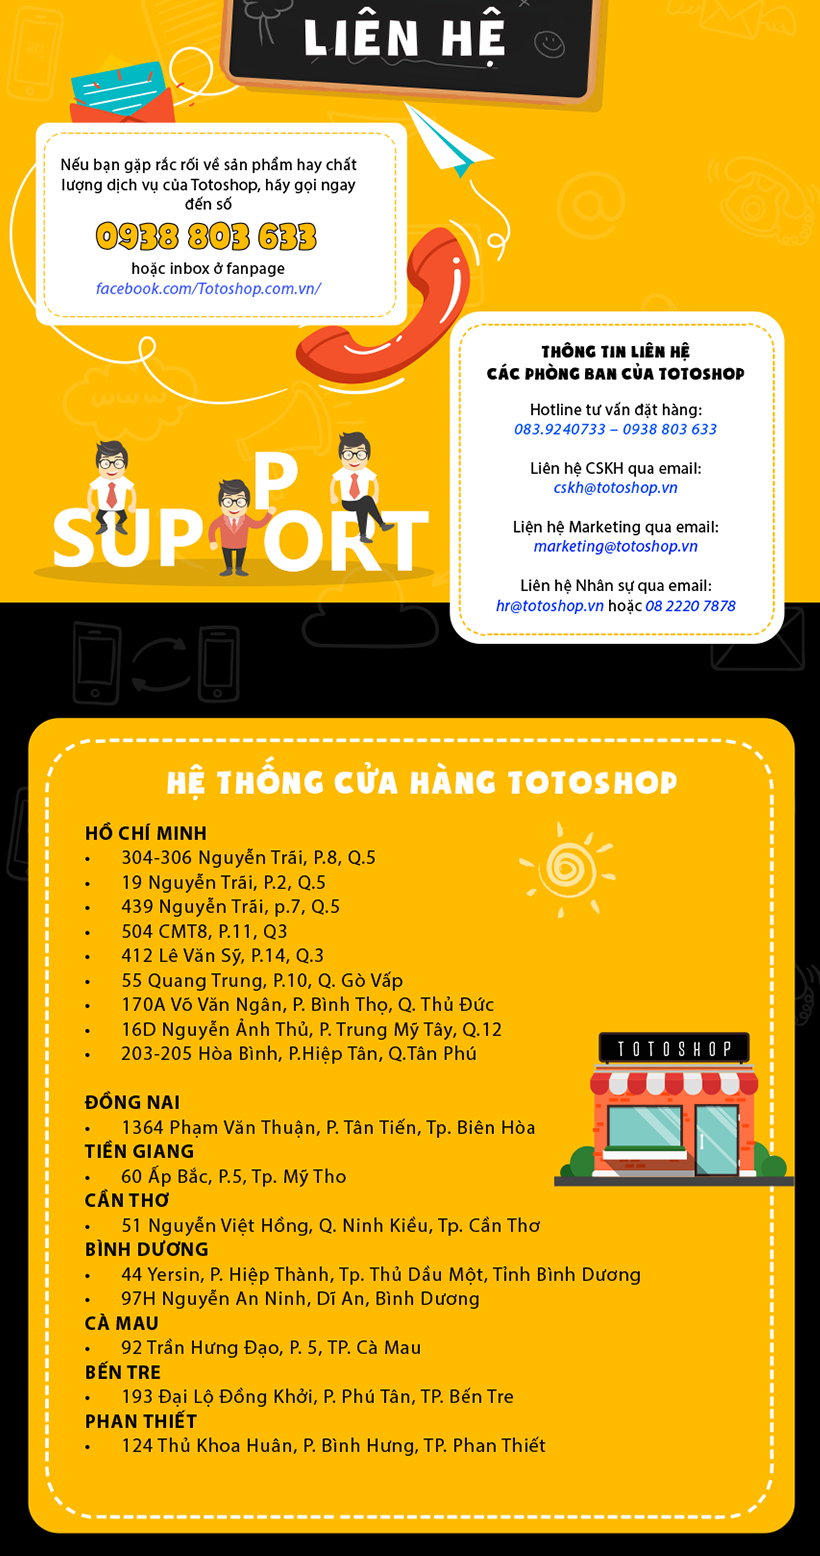 LIÊN HỆ
Nếu bạn gặp rắc rối về sản phẩm hay chất
lượng dịch vụ của Totoshop, hãy gọi ngay
đến số
0938 803 633
hoặc inbox ở fanpage
facebook.com/Totoshop.com.vn/
THÔNG TIN LIÊN HỆ
CÁC PHÒNG BAN CỦA TOTOSHOP
Hotline tư vấn đặt hàng:
083.9240733 – 0938 803 633
Liên hệ CSKH qua email:
cskh@totoshop.vn
Liện hệ Marketing qua email:
marketing@totoshop.vn
Liên hệ Nhân sự qua email:
hr@totoshop.vn hoặc 08 2220 7878
SUPPORT
HỆ THỐNG CỬA HÀNG TOTOSHOP
HỒ CHÍ MINH
• 304-306 Nguyễn Trãi, P.8, Q.5
• 19 Nguyễn Trãi, P.2, Q.5
• 439 Nguyễn Trãi, p.7, Q.5
• 504 CMT8, P.11, Q3
• 412 Lê Văn Sỹ, P.14, Q.3
• 55 Quang Trung, P.10, Q. Gò Vấp
• 170A Võ Văn Ngân, P. Bình Thọ, Q. Thủ Đức
• 16D Nguyễn Ảnh Thủ, P. Trung Mỹ Tây, Q.12
• 203-205 Hòa Bình, P.Hiệp Tân, Q.Tân Phú
TOTOSHOP
ĐỒNG NAI
• 1364 Phạm Văn Thuận, P. Tân Tiến, Tp. Biên Hòa
TIỀN GIANG
• 60 Ấp Bắc, P.5, Tp. Mỹ Tho
CẦN THƠ
• 51 Nguyễn Việt Hồng, Q. Ninh Kiều, Tp. Cần Thơ
BÌNH DƯƠNG
• 44 Yersin, P. Hiệp Thành, Tp. Thủ Dầu Một, Tỉnh Bình Dương
• 97H Nguyễn An Ninh, Dĩ An, Bình Dương
CÀ MAU
• 92 Trần Hưng Đạo, P. 5, TP. Cà Mau
BẾN TRE
• 193 Đại Lộ Đồng Khởi, P. Phú Tân, TP. Bến Tre
PHAN THIẾT
• 124 Thủ Khoa Huân, P. Bình Hưng, TP. Phan Thiết